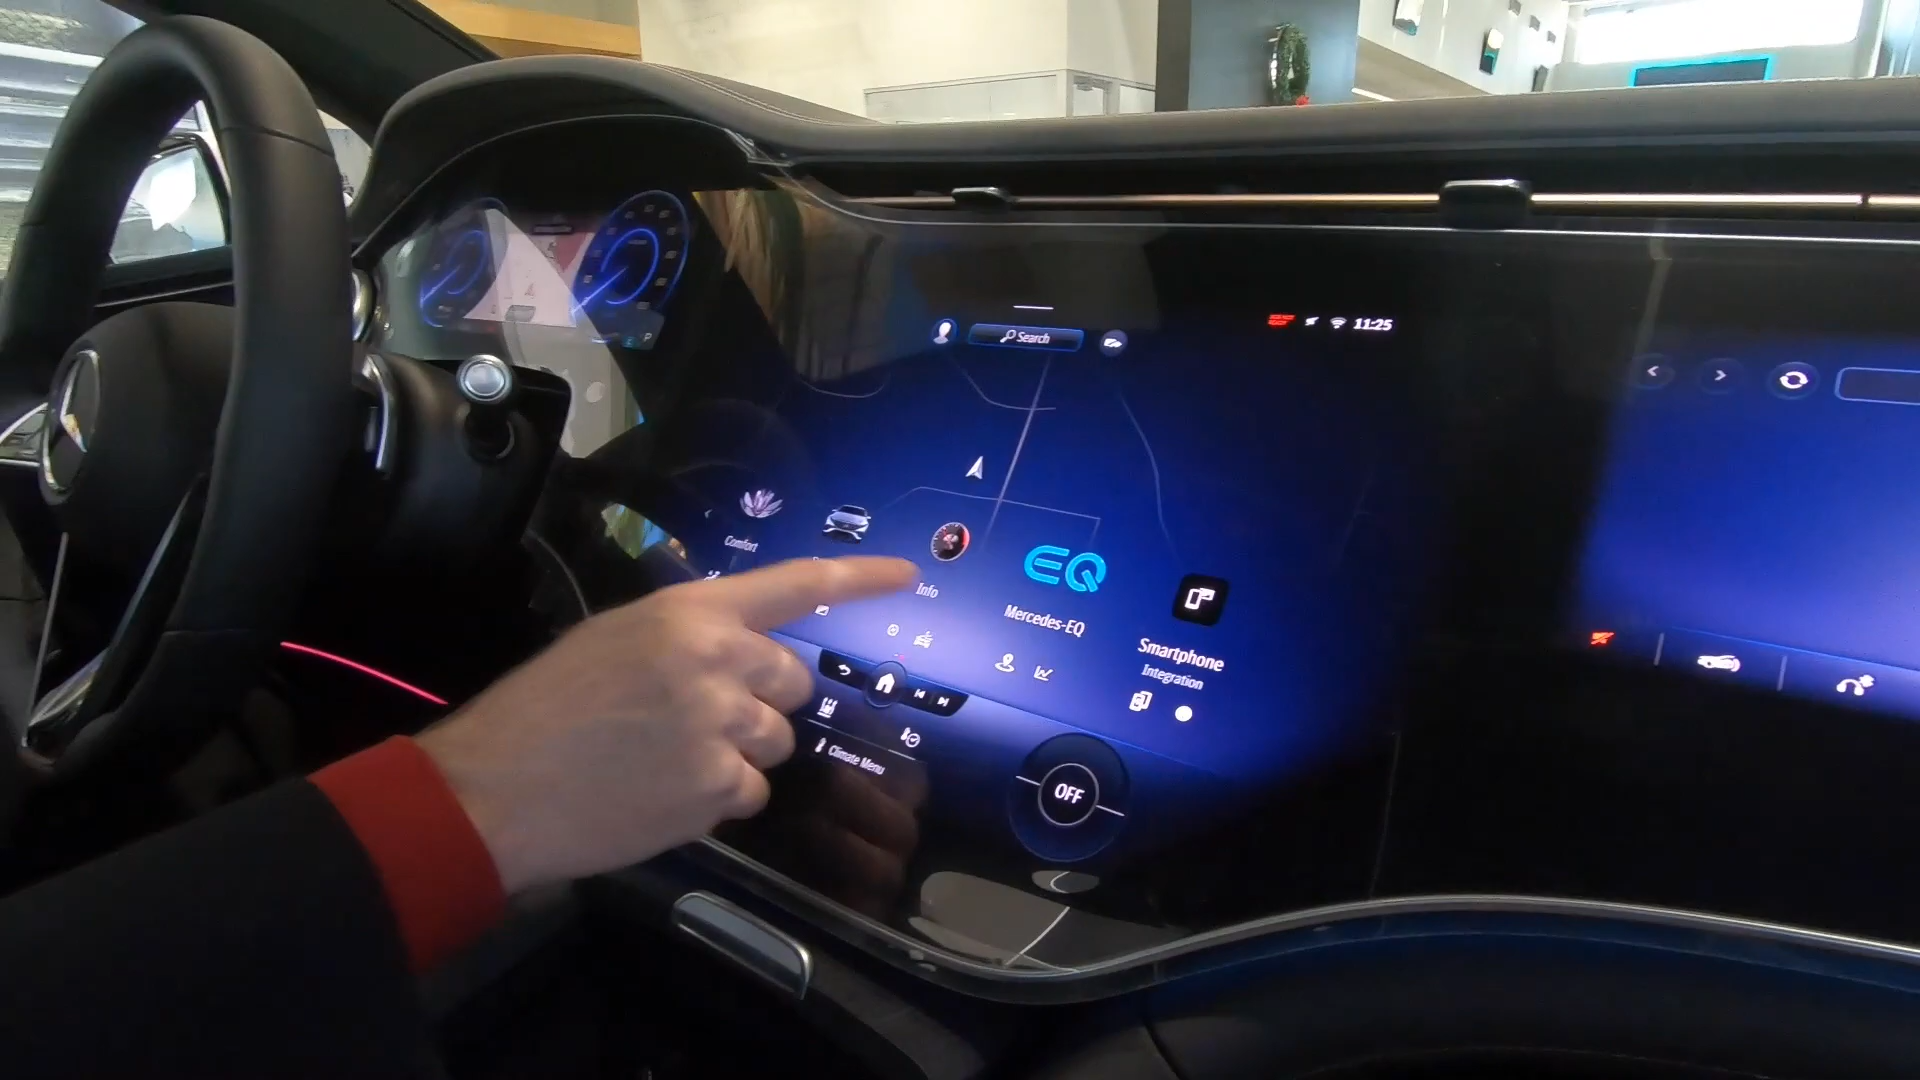 Search
11:25
Comfort
Info
Mercedes-EQ
EQ
Smartphone
Integration
Climate Menu
OFF
P